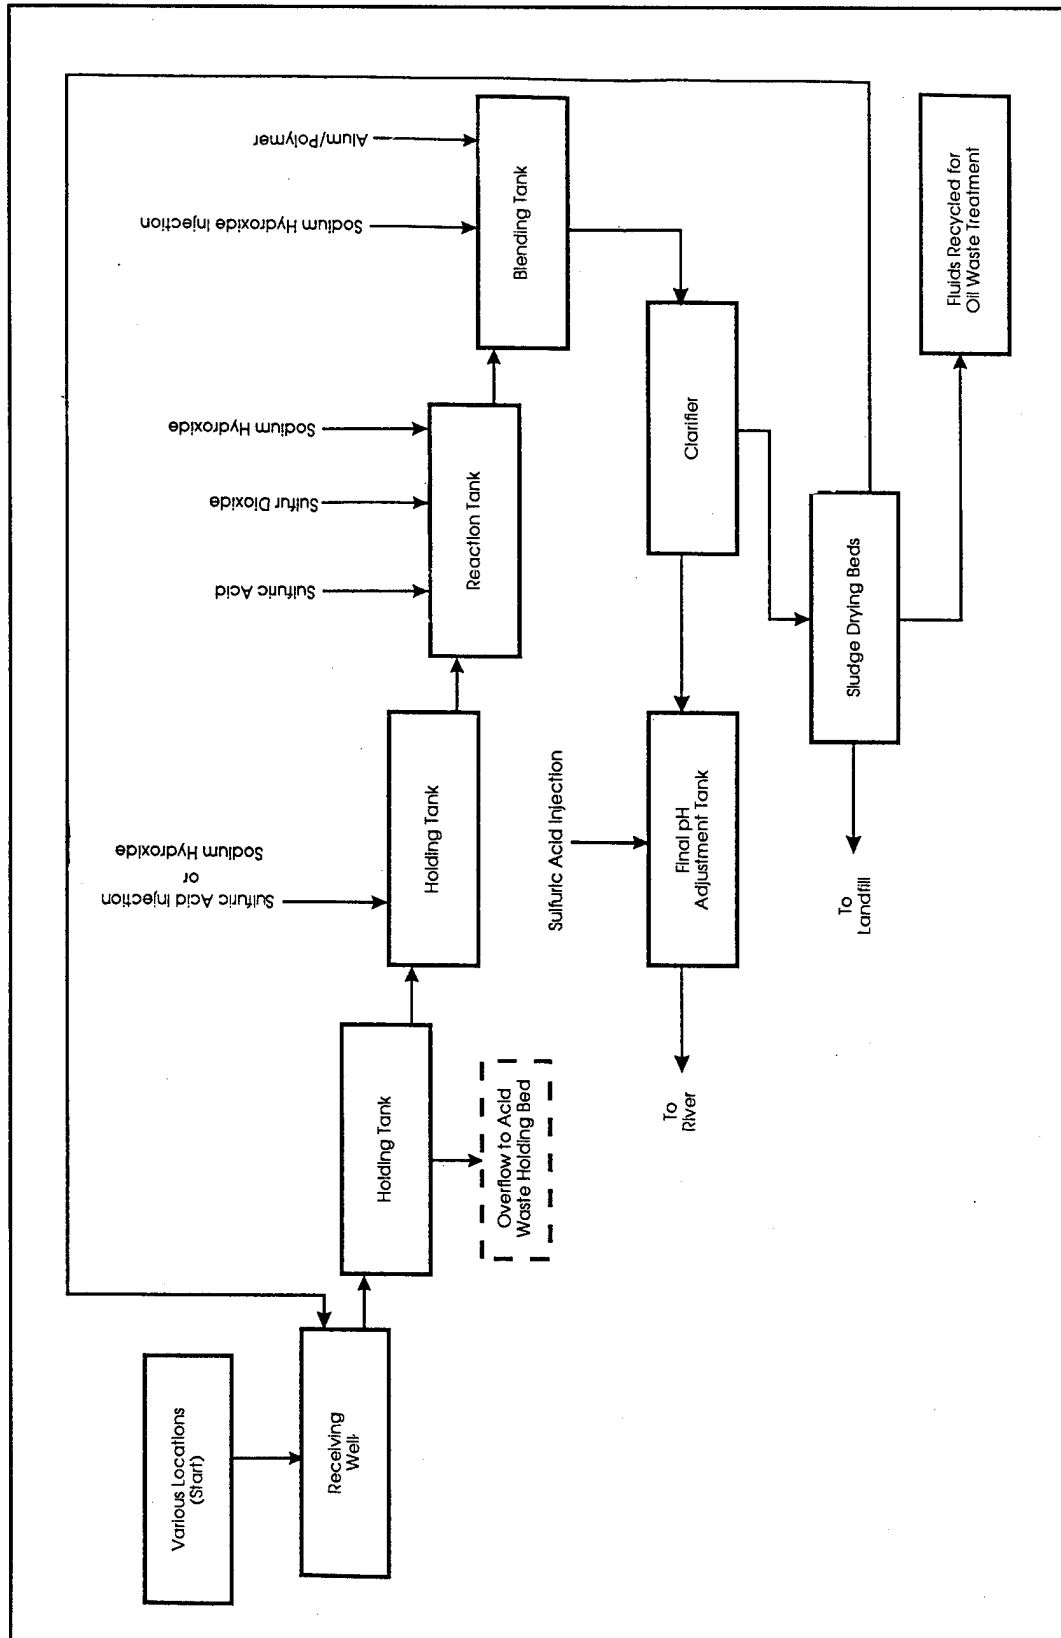 Various Locations
(Start)
Receiving
Well
Holding Tank
Overflow to Acid
Waste Holding Bed
Sulfuric Acid Injection
or
Sodium Hydroxide
Holding Tank
Sulfuric Acid
Sulfur Dioxide
Sodium Hydroxide
Reaction Tank
Sodium Hydroxide Injection
Alum/Polymer
Blending Tank
Clarifier
Sulfuric Acid Injection
Final pH
Adjustment Tank
To
River
Sludge Drying Beds
To
Landfill
Fluids Recycled for
Oil Waste Treatment